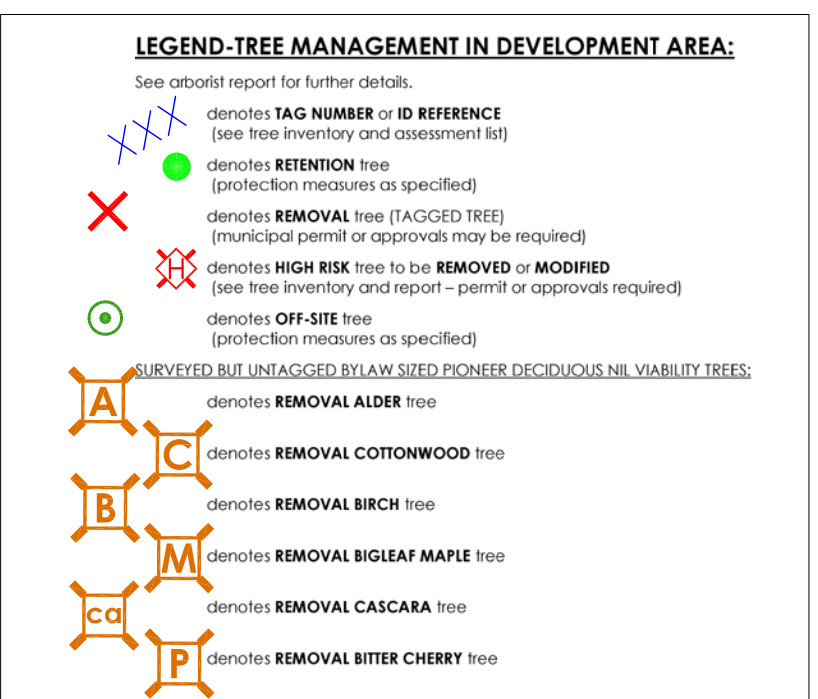 LEGEND-TREE MANAGEMENT IN DEVELOPMENT AREA:
See arborist report for further details.
XXX denotes TAG NUMBER or ID REFERENCE
(see tree inventory and assessment list)
denotes RETENTION tree
(protection measures as specified)
denotes REMOVAL tree (TAGGED TREE)
(municipal permit or approvals may be required)
H denotes HIGH RISK tree to be REMOVED or MODIFIED
(see tree inventory and report – permit or approvals required)
denotes OFF-SITE tree
(protection measures as specified)
SURVEYED BUT UNTAGGED BYLAW SIZED PIONEER DECIDUOUS NIL VIABILITY TREES:
A denotes REMOVAL ALDER tree
C denotes REMOVAL COTTONWOOD tree
B denotes REMOVAL BIRCH tree
M denotes REMOVAL BIGLEAF MAPLE tree
ca denotes REMOVAL CASCARA tree
P denotes REMOVAL BITTER CHERRY tree